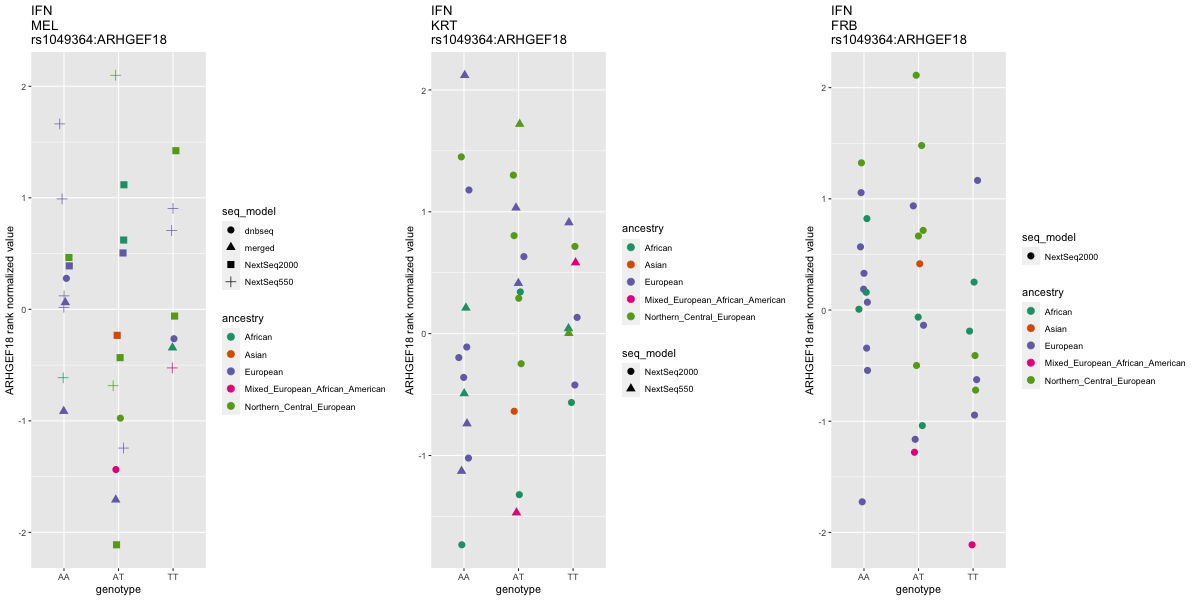 IFN
MEL
rs1049364:ARHGEF18
ARHGEF18 rank normalized value
2
1
0
-1
-2
AA
AT
TT
genotype
seq_model
dnbseq
merged
NextSeq2000
NextSeq550
ancestry
African
Asian
European
Mixed_European_African_American
Northern_Central_European
IFN
KRT
rs1049364:ARHGEF18
ARHGEF18 rank normalized value
2
1
0
-1
AA
AT
TT
genotype
ancestry
African
Asian
European
Mixed_European_African_American
Northern_Central_European
seq_model
NextSeq2000
NextSeq550
IFN
FRB
rs1049364:ARHGEF18
ARHGEF18 rank normalized value
2
1
0
-1
-2
AA
AT
TT
genotype
seq_model
NextSeq2000
ancestry
African
Asian
European
Mixed_European_African_American
Northern_Central_European